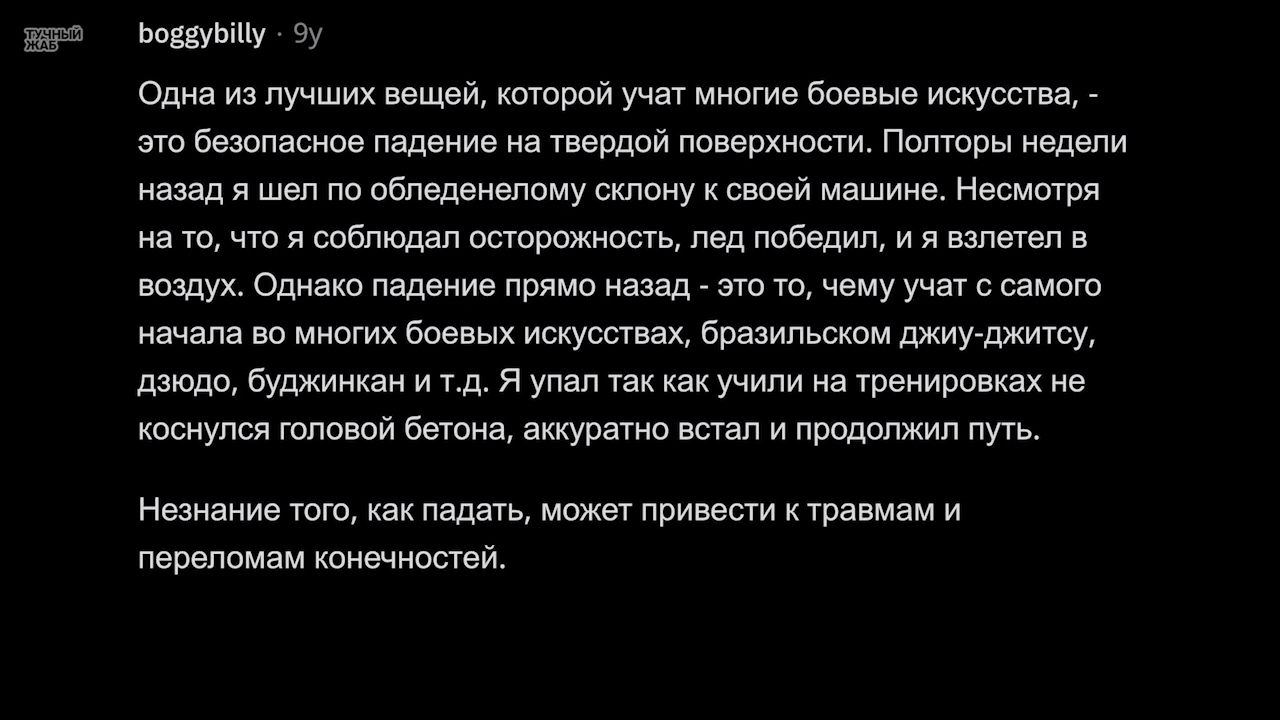 ТУЧНЫЙ
ЖАБ
boggybilly · 9y
Одна из лучших вещей, которой учат многие боевые искусства, -
это безопасное падение на твердой поверхности. Полторы недели
назад я шел по обледенелому склону к своей машине. Несмотря
на то, что я соблюдал осторожность, лед победил, и я взлетел в
воздух. Однако падение прямо назад - это то, чему учат с самого
начала во многих боевых искусствах, бразильском джиу-джитсу,
дзюдо, буджинкан и т.д. Я упал так как учили на тренировках не
коснулся головой бетона, аккуратно встал и продолжил путь.
Незнание того, как падать, может привести к травмам и
переломам конечностей.